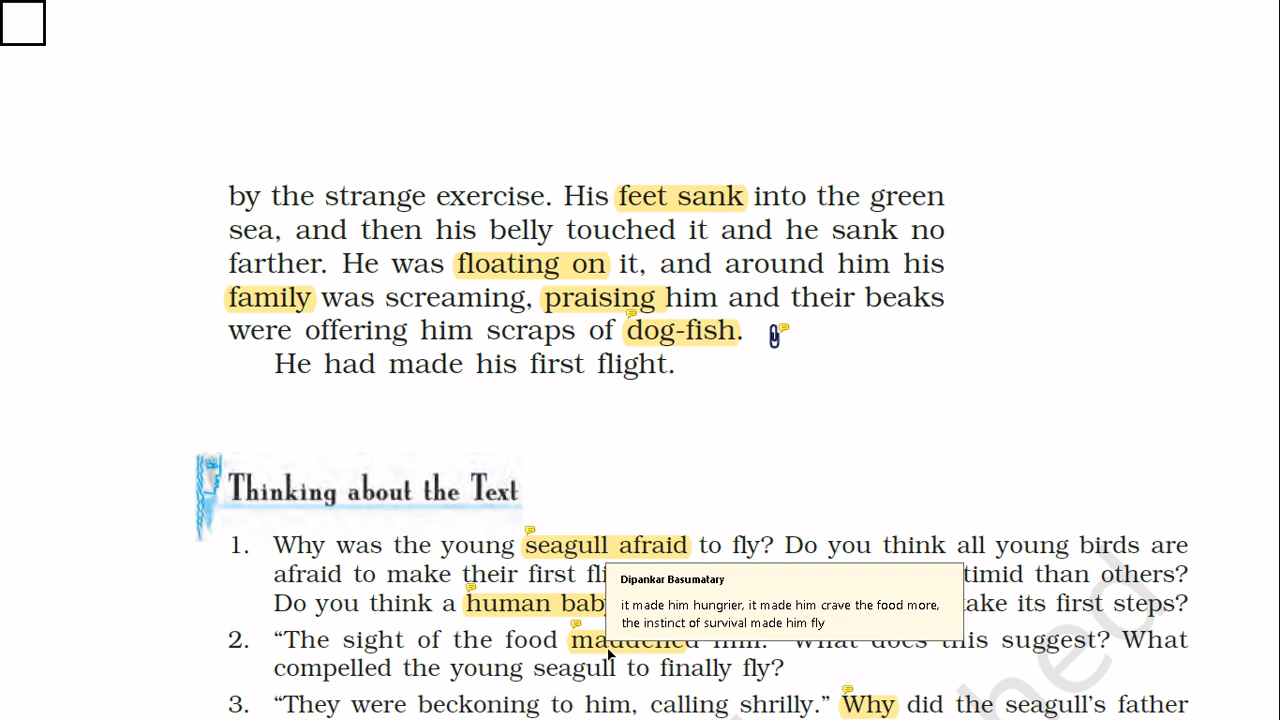 by the strange exercise. His feet sank into the green
sea, and then his belly touched it and he sank no
farther. He was floating on it, and around him his
family was screaming, praising him and their beaks
were offering him scraps of dog-fish.
He had made his first flight.
Thinking about the Text
1. Why was the young seagull afraid to fly? Do you think all young birds are
afraid to make their first timid than others?
Do you think a human its first steps?
Dipankar Basumatary
it made him hungrier, it made him crave the food more,
the instinct of survival made him fly
2. “The sight of the food maddened him.” What does this suggest? What
compelled the young seagull to finally fly?
3. “They were beckoning to him, calling shrilly.” Why did the seagull’s father